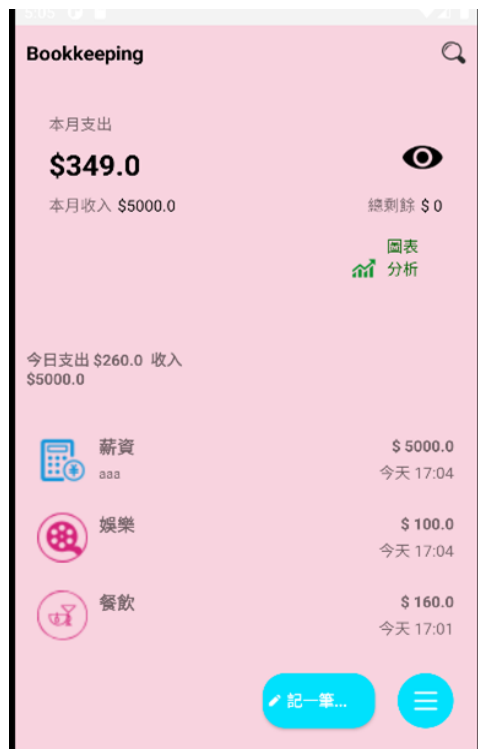 5:05
Bookkeeping
本月支出
$349.0
本月收入 $5000.0
總剩餘 $ 0
圖表
分析
今日支出 $260.0 收入
$5000.0
薪資
$ 5000.0
aaa
今天 17:04
娛樂
$ 100.0
今天 17:04
餐飲
$ 160.0
今天 17:01
記一筆...